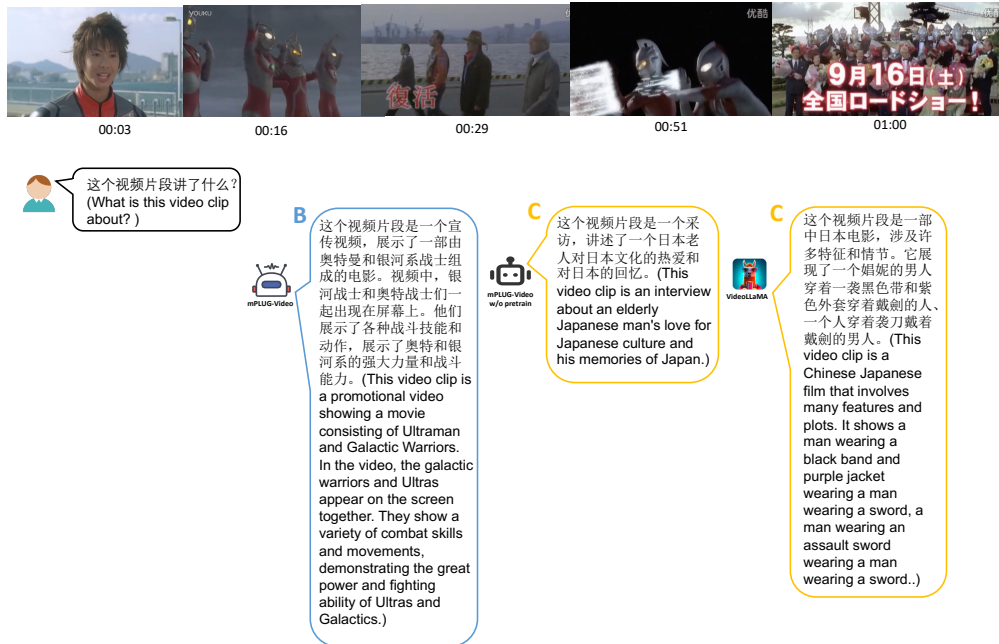 YOUKU
优酷
復活
优酷
优酷
9月16日(土)
全国ロードショー!
00:03
00:16
00:29
00:51
01:00
这个视频片段讲了什么?
(What is this video clip
about? )
B
这个视频片段是一个宣
传视频，展示了一部由
奥特曼和银河系战士组
成的电影。视频中，银
河战士和奥特战士们一
起出现在屏幕上。他们
展示了各种战斗技能和
动作，展示了奥特和银
河系的强大力量和战斗
能力。(This video clip is
a promotional video
showing a movie
consisting of Ultraman
and Galactic Warriors.
In the video, the galactic
warriors and Ultras
appear on the screen
together. They show a
variety of combat skills
and movements,
demonstrating the great
power and fighting
ability of Ultras and
Galactics.)
mPLUG-Video
C
这个视频片段是一个采
访，讲述了一个日本老
人对日本文化的热爱和
对日本的回忆。(This
video clip is an interview
about an elderly
Japanese man's love for
Japanese culture and
his memories of Japan.)
mPLUG-Video
w/o pretrain
C
这个视频片段是一部
中日本电影，涉及许
多特征和情节。它展
现了一个娼妮的男人
穿着一袭黑色带和紫
色外套穿着戴劍的人、
一个人穿着袭刀戴着
戴劍的男人。(This
video clip is a
Chinese Japanese
film that involves
many features and
plots. It shows a
man wearing a
black band and
purple jacket
wearing a man
wearing a sword, a
man wearing an
assault sword
wearing a man
wearing a sword..)
VideoLLaMA